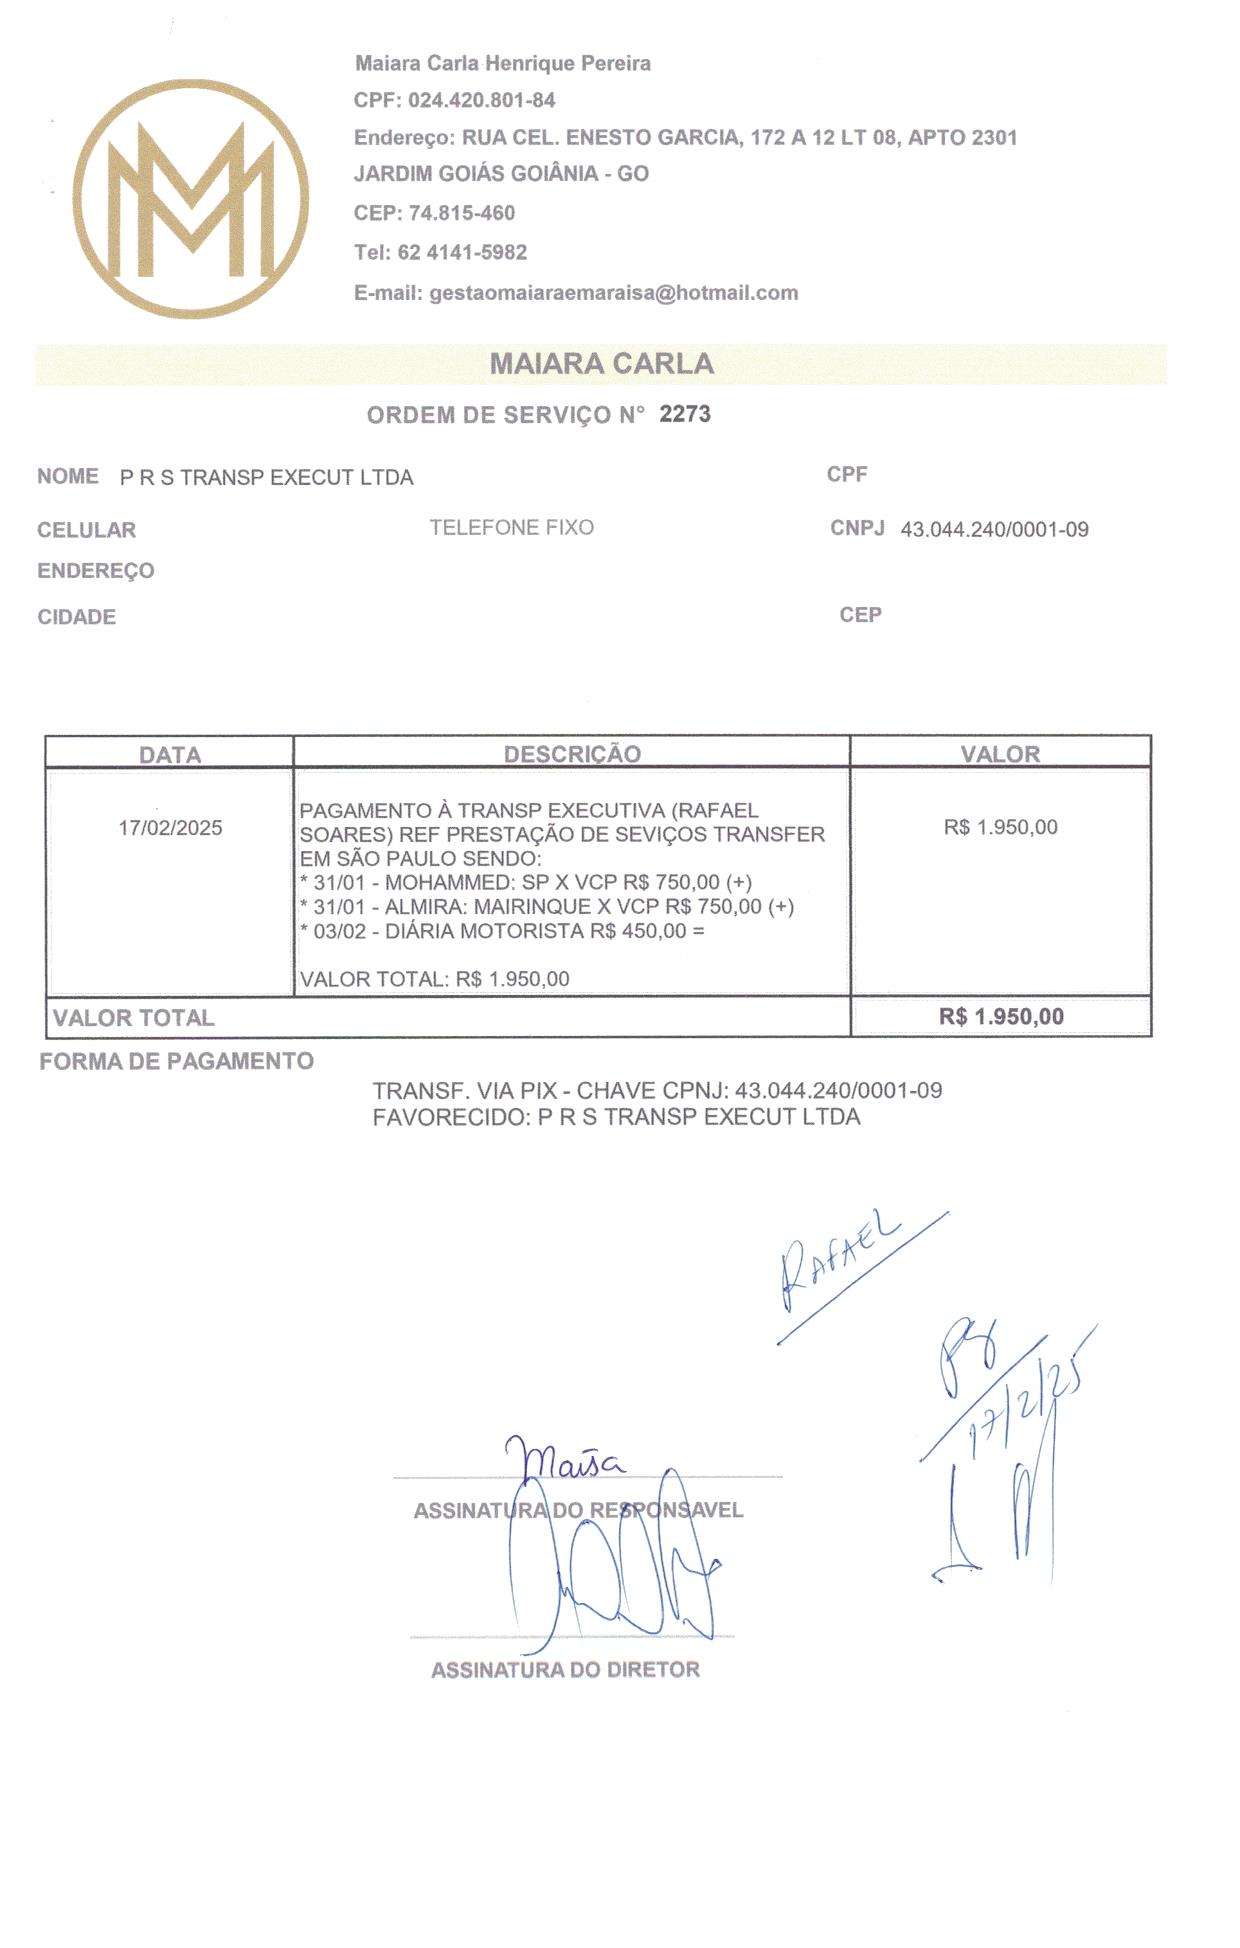 Maiara Carla Henrique Pereira
CPF: 024.420.801-84
Endereço: RUA CEL. ENESTO GARCIA, 172 A 12 LT 08, APTO 2301
JARDIM GOIÁS GOIÂNIA - GO
CEP: 74.815-460
Tel: 62 4141-5982
E-mail: gestaomaiaraemaraisa@hotmail.com
MAIARA CARLA
ORDEM DE SERVIÇO N° 2273
NOME P R S TRANSP EXECUT LTDA CPF
CELULAR TELEFONE FIXO CNPJ 43.044.240/0001-09
ENDEREÇO
CIDADE CEP
DATA DESCRIÇÃO VALOR
17/02/2025 R$ 1.950,00
PAGAMENTO À TRANSP EXECUTIVA (RAFAEL
SOARES) REF PRESTAÇÃO DE SEVIÇOS TRANSFER
EM SÃO PAULO SENDO:
* 31/01 - MOHAMMED: SP X VCP R$ 750,00 (+)
* 31/01 - ALMIRA: MAIRINQUE X VCP R$ 750,00 (+)
* 03/02 - DIÁRIA MOTORISTA R$ 450,00 =
VALOR TOTAL: R$ 1.950,00
VALOR TOTAL R$ 1.950,00
FORMA DE PAGAMENTO
TRANSF. VIA PIX - CHAVE CPNJ: 43.044.240/0001-09
FAVORECIDO: P R S TRANSP EXECUT LTDA
RAFAEL
17/2/25
Maisa
ASSINATURA DO RESPONSAVEL
ASSINATURA DO DIRETOR